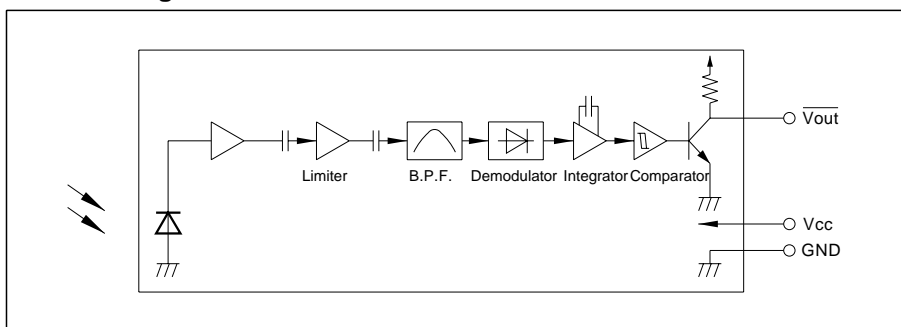 Vout
Limiter B.P.F. Demodulator Integrator Comparator
Vcc
GND